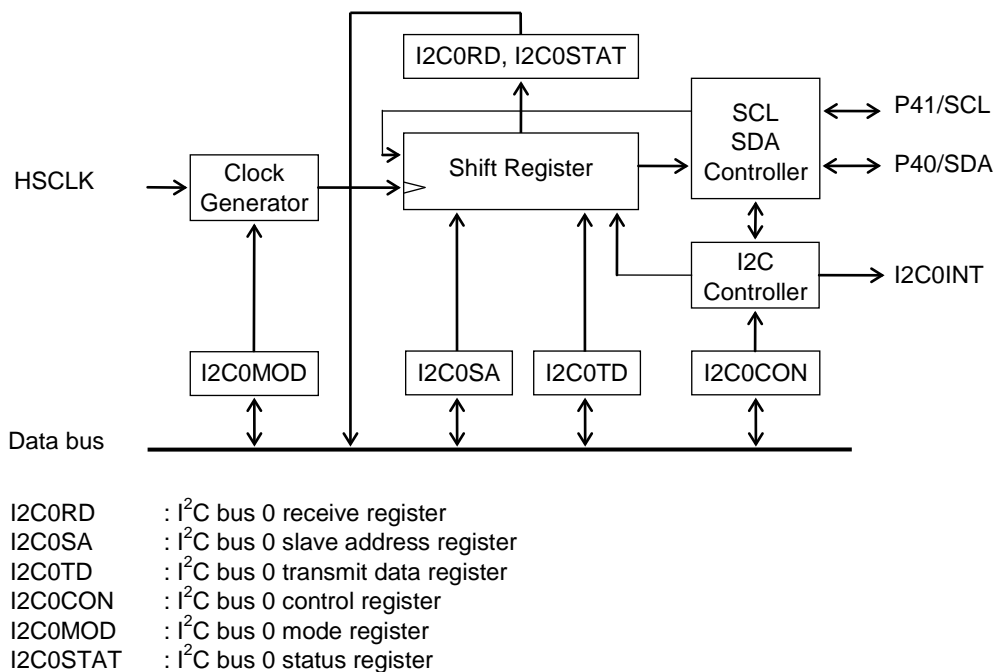 I2C0RD, I2C0STAT
SCL
SDA
Controller
P41/SCL
P40/SDA
HSCLK
Clock
Generator
Shift Register
I2C
Controller
I2C0INT
I2C0MOD
I2C0SA
I2C0TD
I2C0CON
Data bus
I2C0RD : I²C bus 0 receive register
I2C0SA : I²C bus 0 slave address register
I2C0TD : I²C bus 0 transmit data register
I2C0CON : I²C bus 0 control register
I2C0MOD : I²C bus 0 mode register
I2C0STAT : I²C bus 0 status register